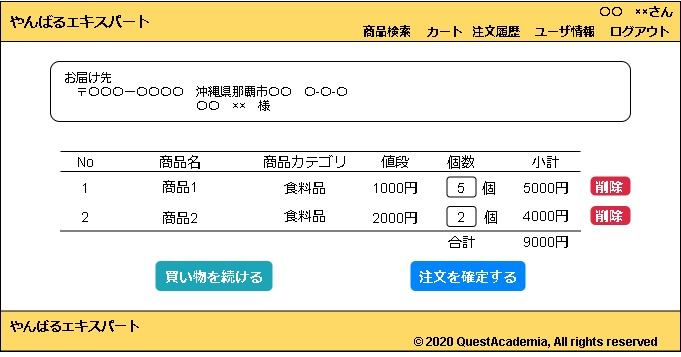 やんばるエキスパート
〇〇 ××さん
商品検索 カート 注文履歴 ユーザ情報 ログアウト
お届け先
〒〇〇〇ー〇〇〇〇 沖縄県那覇市〇〇 〇-〇-〇
〇〇 ×× 様
No 商品名 商品カテゴリ 値段 個数 小計
1 商品1 食料品 1000円 5 個 5000円 削除
2 商品2 食料品 2000円 2 個 4000円 削除
合計 9000円
買い物を続ける 注文を確定する
やんばるエキスパート
© 2020 QuestAcademia, All rights reserved